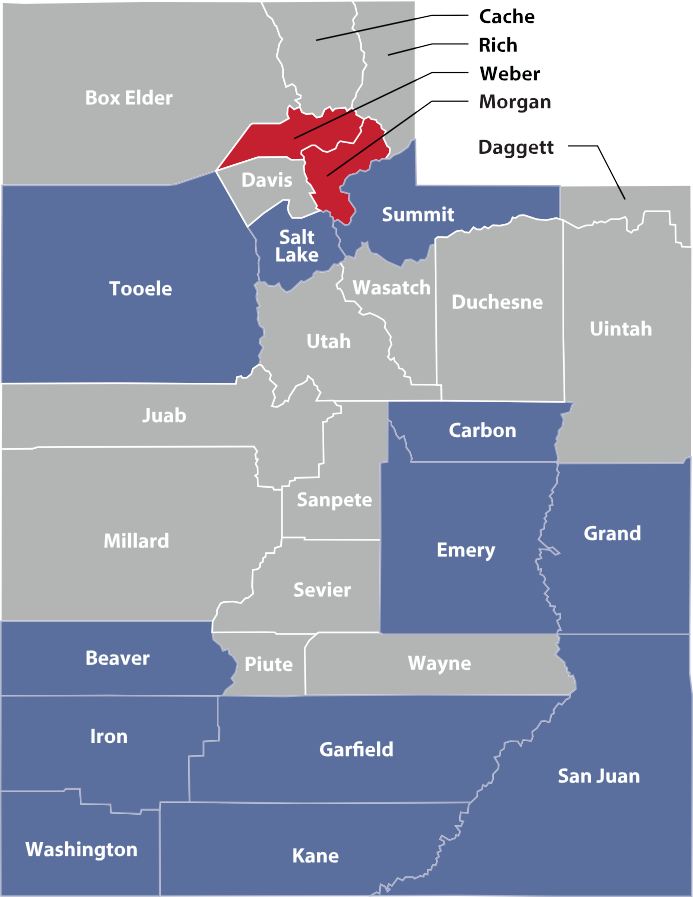 Cache
Rich
Weber
Morgan
Box Elder
Daggett
Davis
Summit
Salt
Lake
Tooele
Wasatch
Duchesne
Uintah
Utah
Juab
Carbon
Sanpete
Millard
Emery
Grand
Sevier
Beaver
Piute
Wayne
Iron
Garfield
San Juan
Washington
Kane